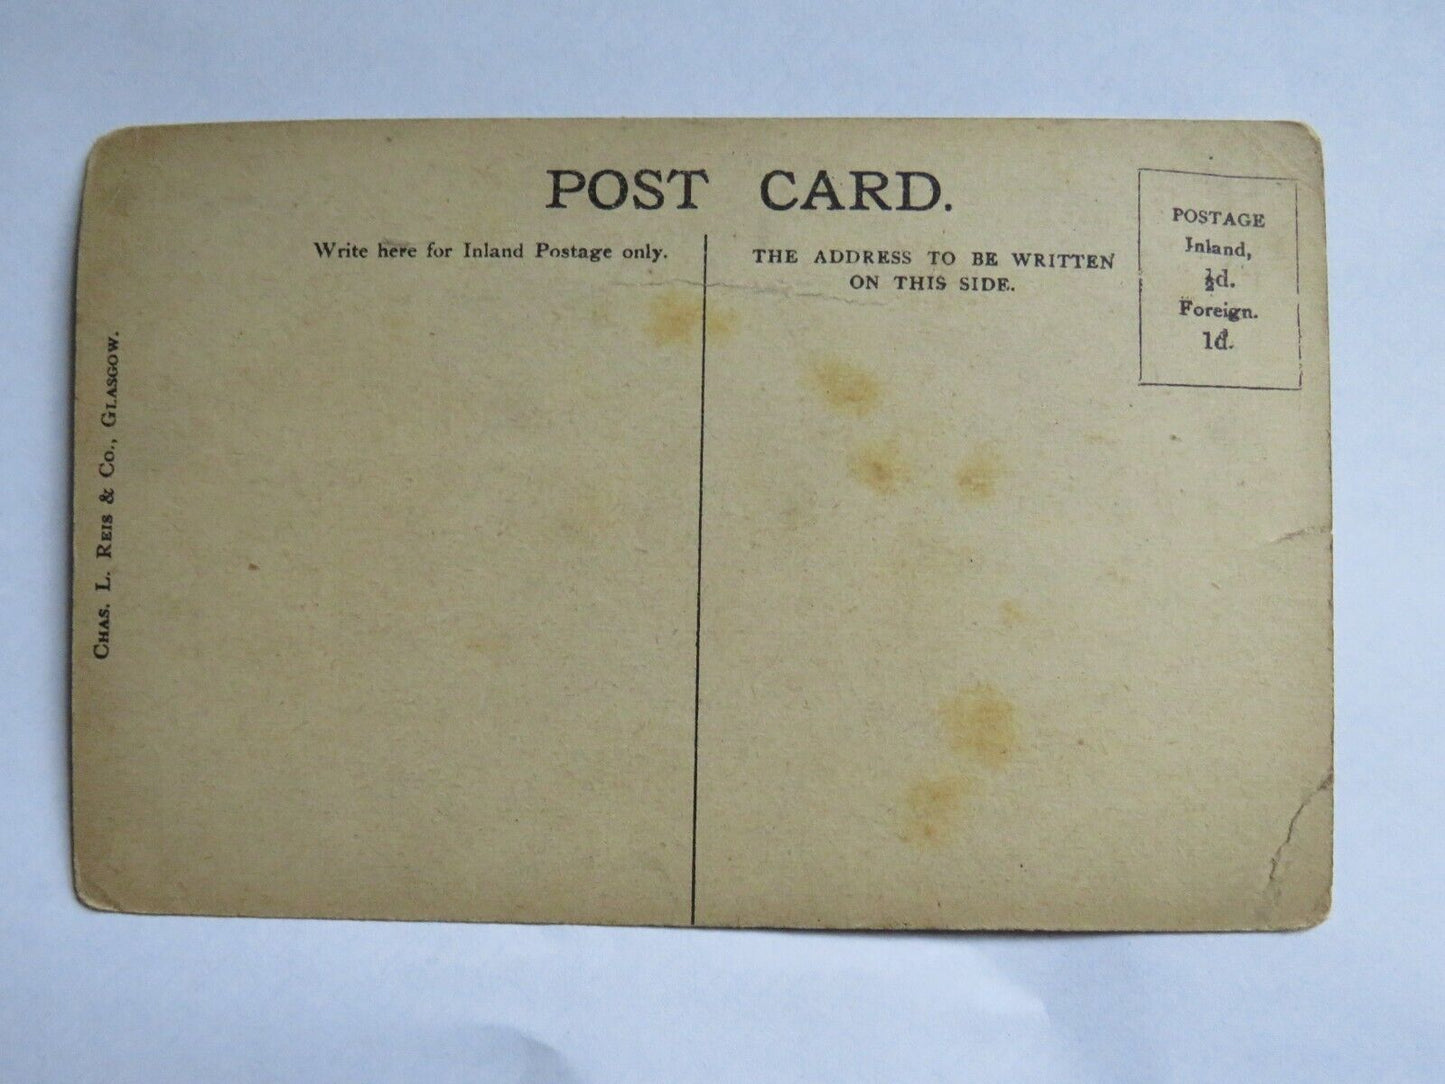 POST CARD.
Write here for Inland Postage only.
THE ADDRESS TO BE WRITTEN
ON THIS SIDE.
POSTAGE
Inland,
½d.
Foreign.
1d.
CHAS. L. REIS & CO., GLASGOW.